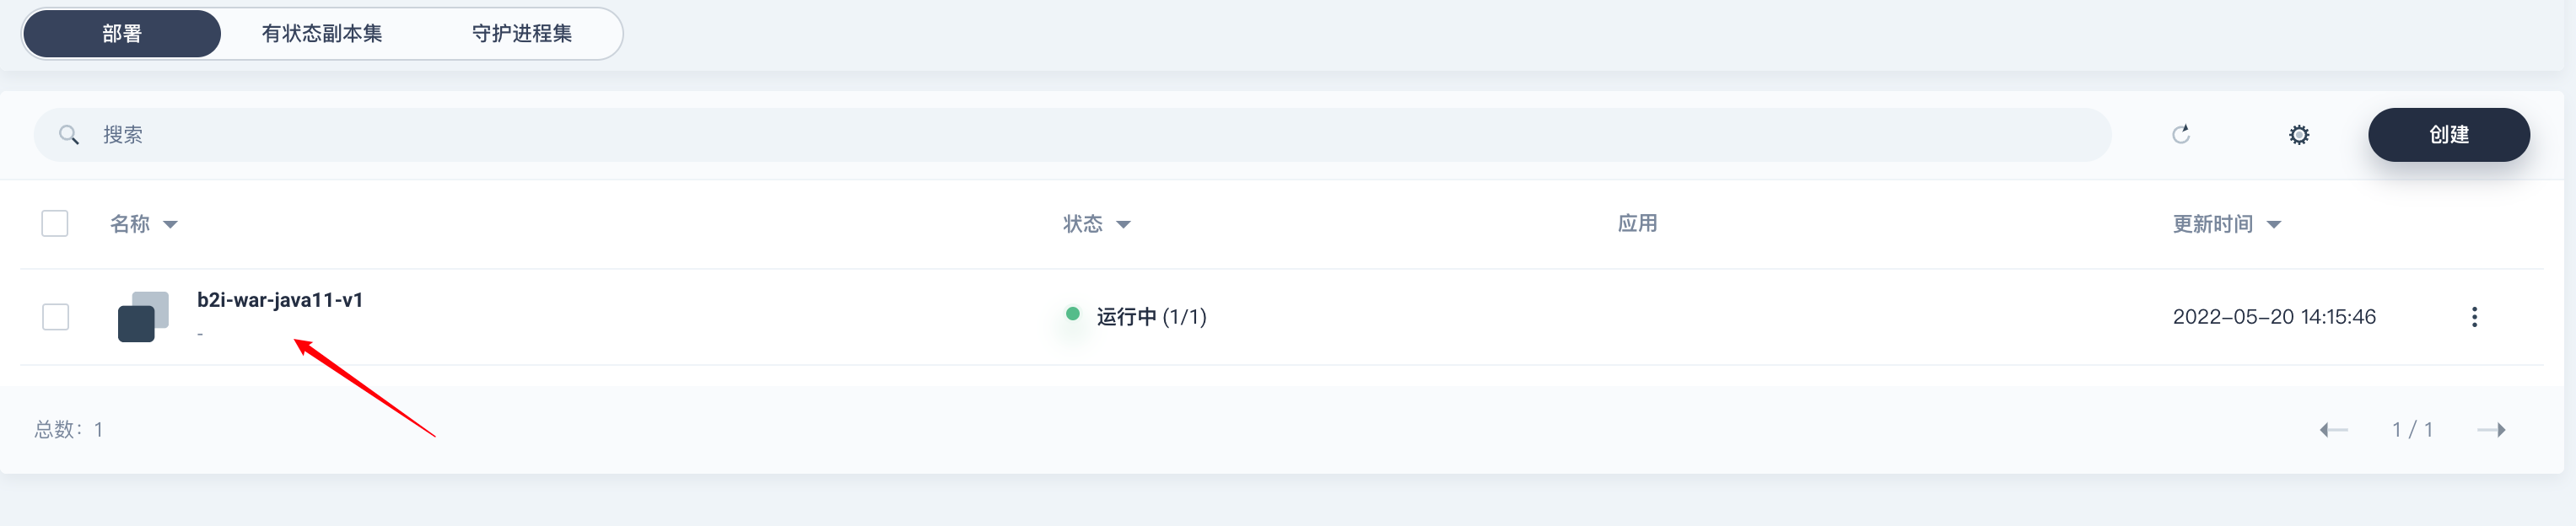 部署 有状态副本集 守护进程集
搜索 创建
名称 状态 应用 更新时间
b2i-war-java11-v1
-
运行中 (1/1) 2022-05-20 14:15:46
总数：1 1 / 1